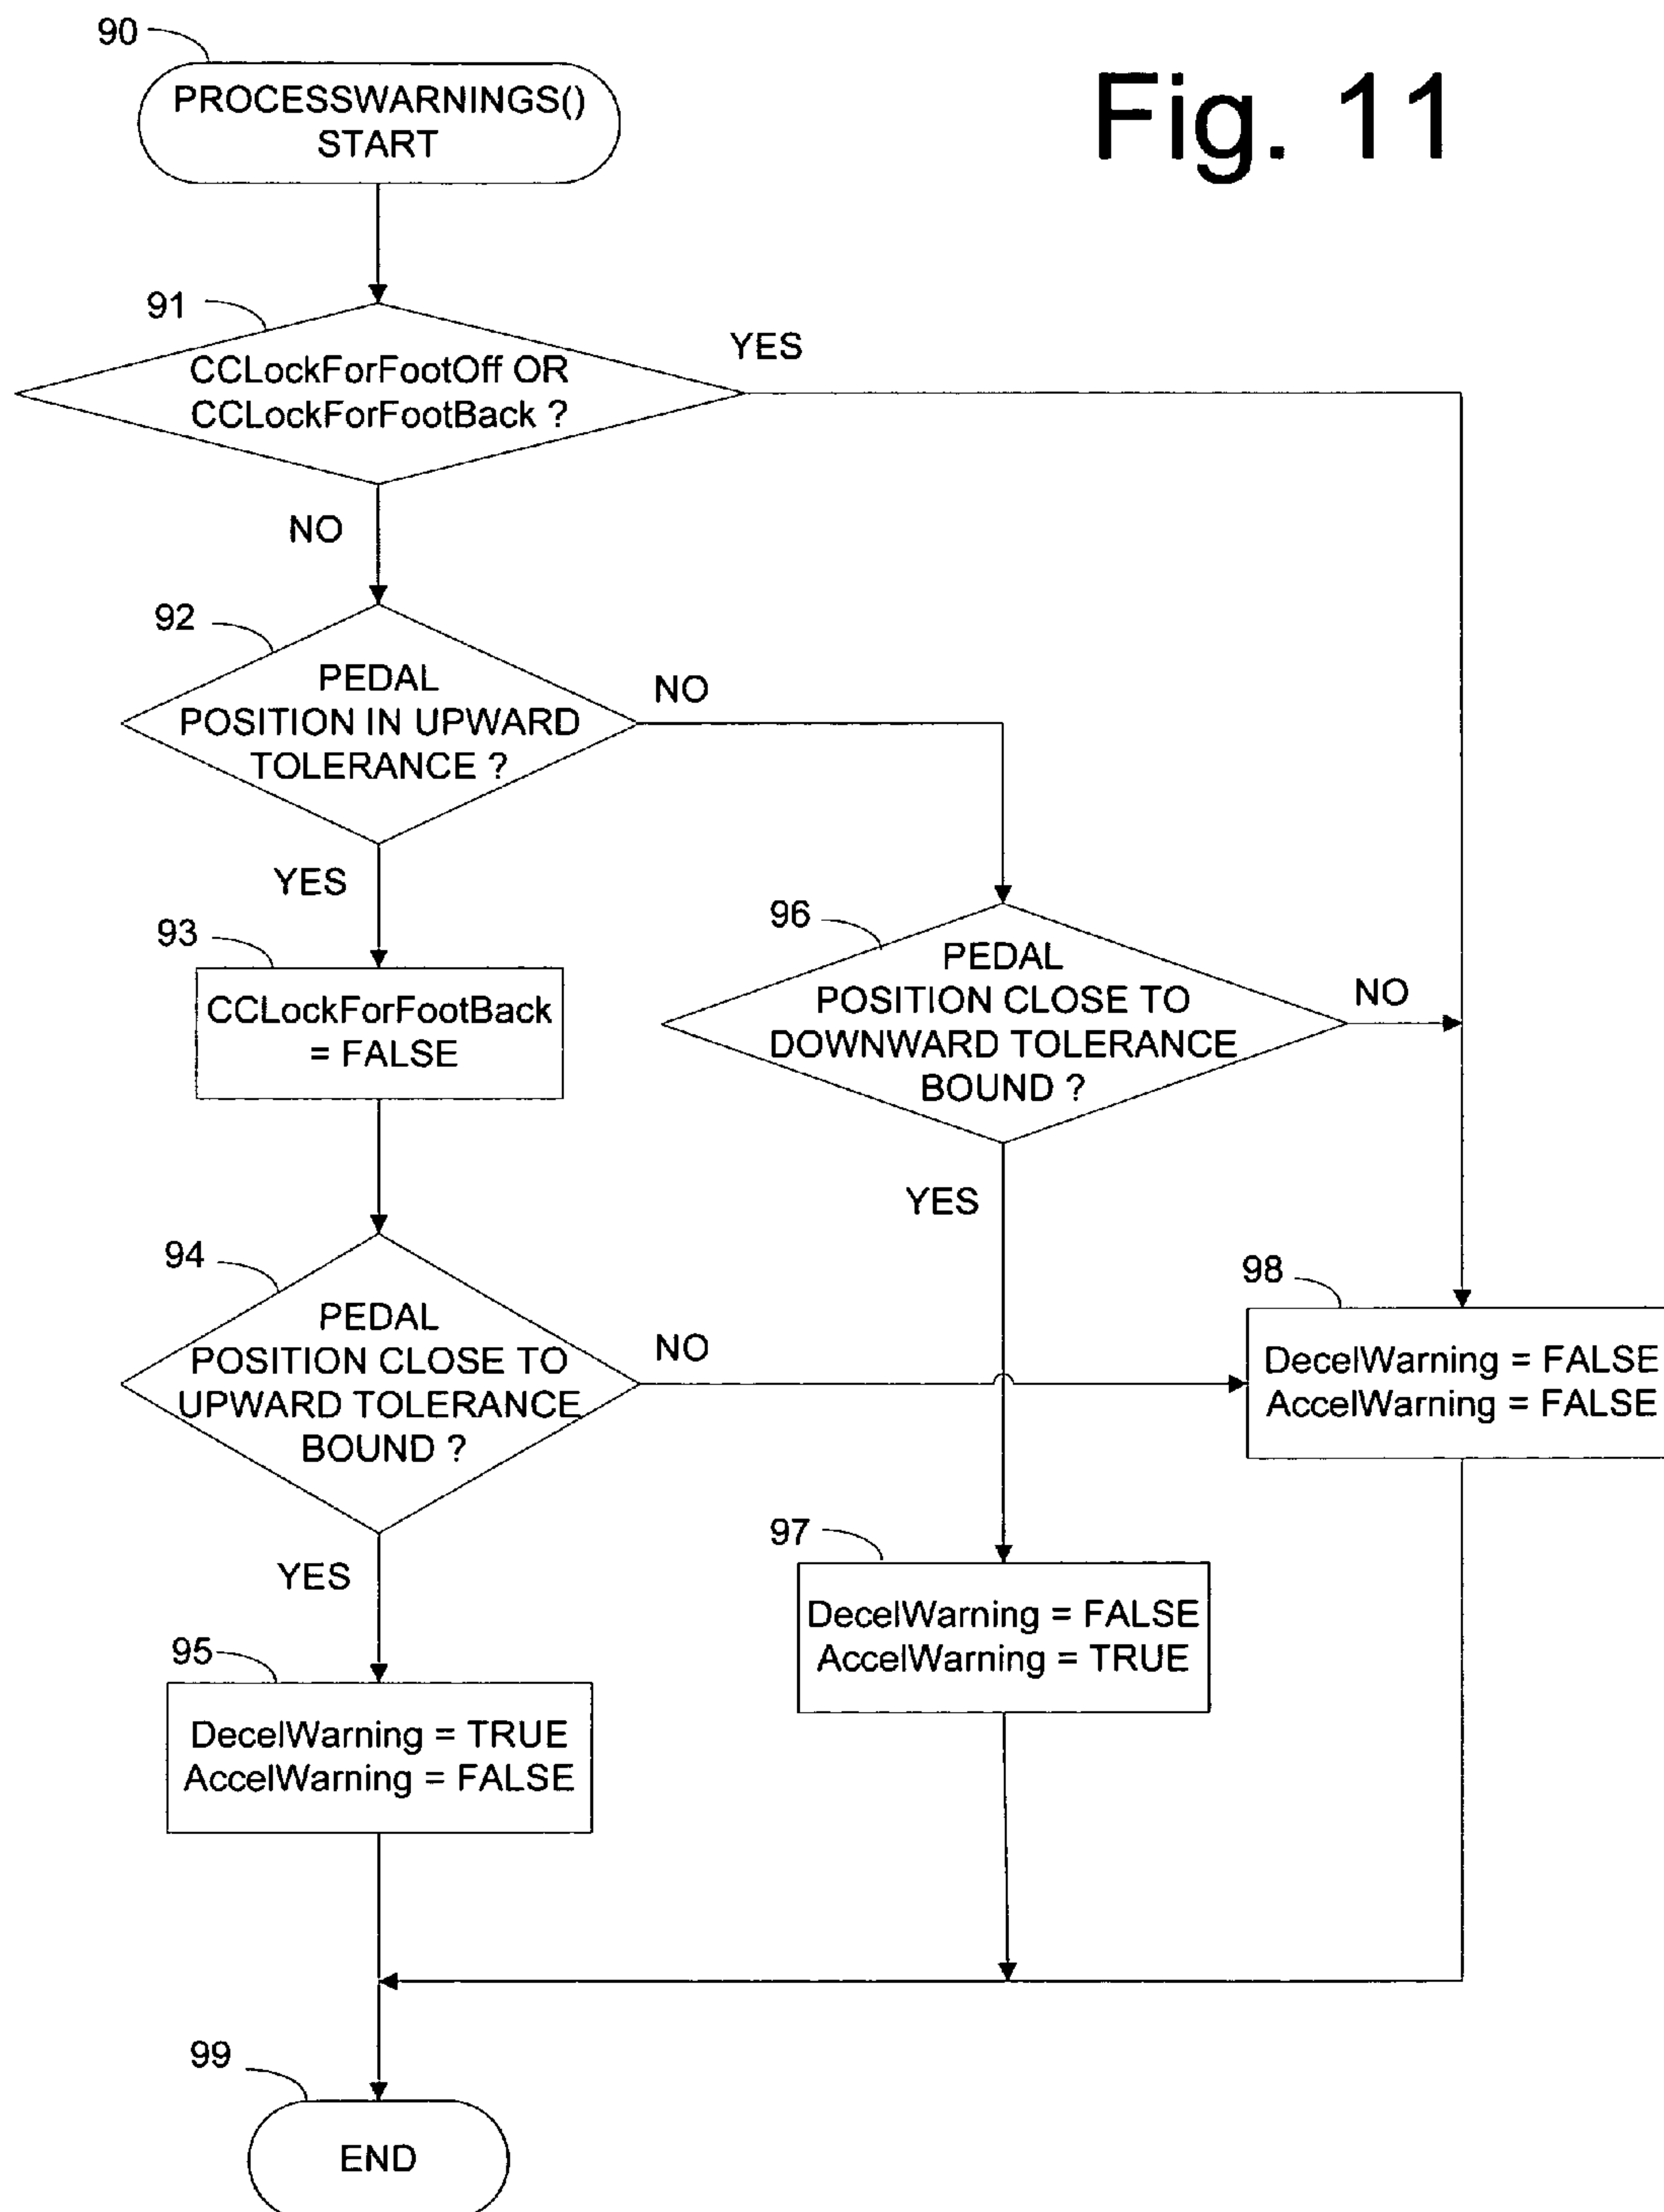 Fig. 11
90
PROCESSWARNINGS()
START
91
CCLockForFootOff OR
CCLockForFootBack ?
YES
NO
92
PEDAL
POSITION IN UPWARD
TOLERANCE ?
NO
YES
93
CCLockForFootBack
= FALSE
96
PEDAL
POSITION CLOSE TO
DOWNWARD TOLERANCE
BOUND ?
NO
YES
94
PEDAL
POSITION CLOSE TO
UPWARD TOLERANCE
BOUND ?
NO
YES
98
DecelWarning = FALSE
AccelWarning = FALSE
97
DecelWarning = FALSE
AccelWarning = TRUE
95
DecelWarning = TRUE
AccelWarning = FALSE
99
END